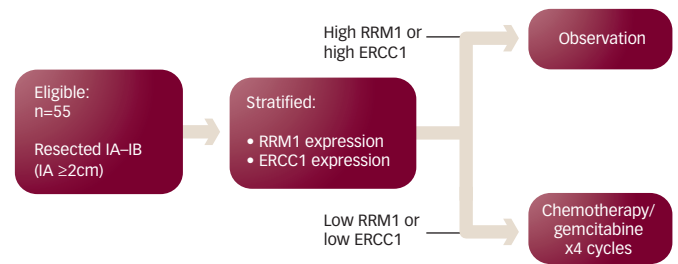 Eligible:
n=55
Resected IA–IB
(IA ≥2cm)
Stratified:
• RRM1 expression
• ERCC1 expression
High RRM1 or
high ERCC1
Observation
Low RRM1 or
low ERCC1
Chemotherapy/
gemcitabine
x4 cycles